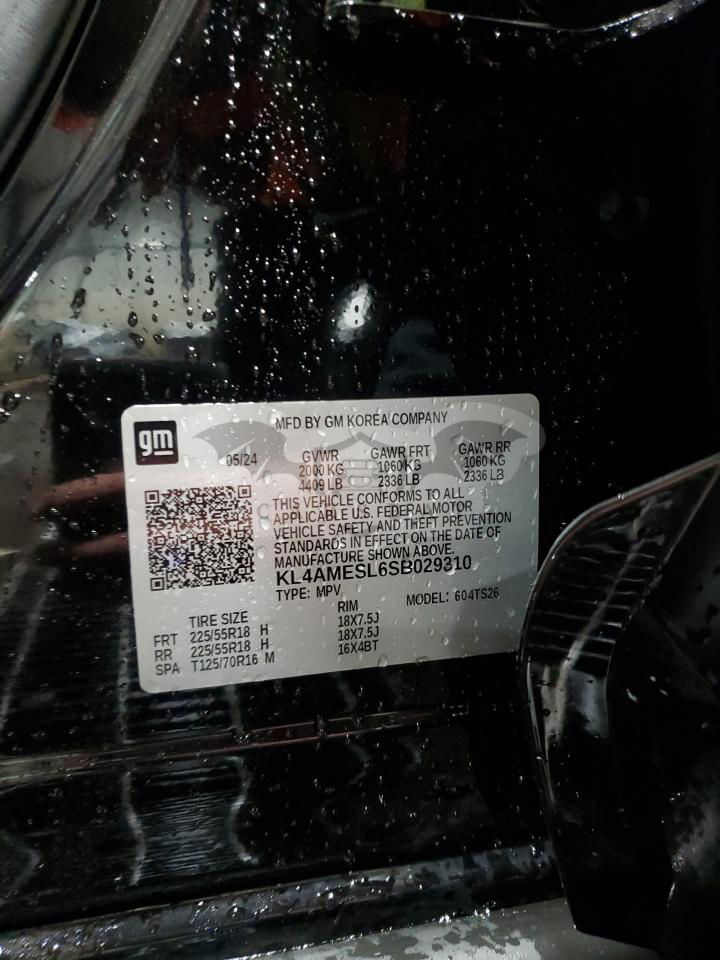 MFD BY GM KOREA COMPANY
gm
05/24
GVWR GAWR FRT GAWR RR
2000 KG 1060KG 1060 KG
4409 LB 2336 LB 2336 LB
THIS VEHICLE CONFORMS TO ALL
APPLICABLE U.S. FEDERAL MOTOR
VEHICLE SAFETY AND THEFT PREVENTION
STANDARDS IN EFFECT ON THE DATE OF
MANUFACTURE SHOWN ABOVE.
KL4AMESL6SB029310
TYPE: MPV MODEL: 604TS26
TIRE SIZE RIM
FRT 225/55R18 H 18X7.5J
RR 225/55R18 H 18X7.5J
SPA T125/70R16 M 16X4BT